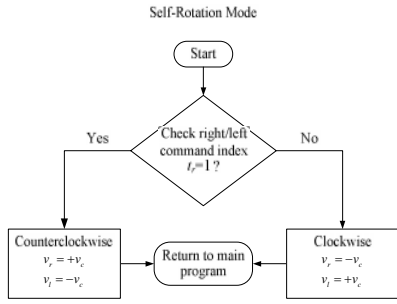 Self-Rotation Mode
Start
Yes
Check right/left
command index
t_r=1 ?
No
Counterclockwise
v_r = +v_c
v_l = −v_c
Return to main
program
Clockwise
v_r = −v_c
v_l = +v_c